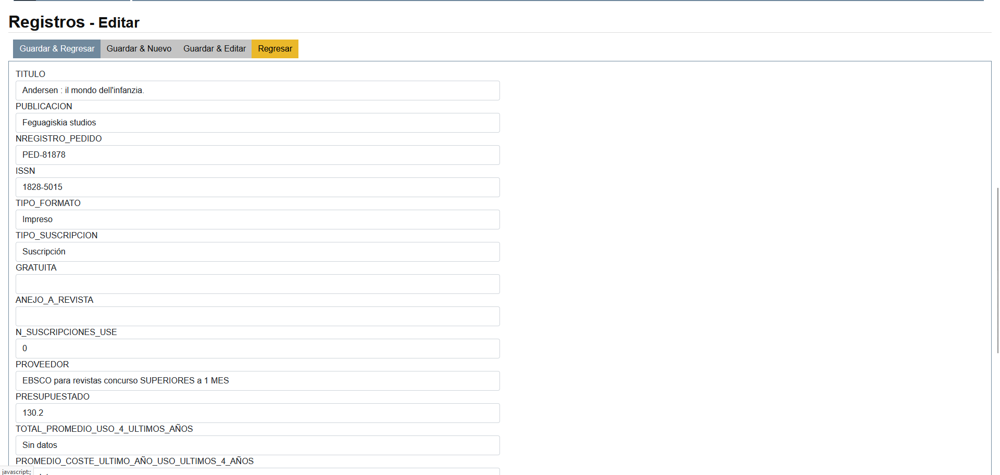 Registros - Editar
Guardar & Regresar Guardar & Nuevo Guardar & Editar Regresar
TITULO
Andersen : il mondo dell'infanzia.
PUBLICACION
Feguagiskia studios
NREGISTRO_PEDIDO
PED-81878
ISSN
1828-5015
TIPO_FORMATO
Impreso
TIPO_SUSCRIPCION
Suscripción
GRATUITA
ANEJO_A_REVISTA
N_SUSCRIPCIONES_USE
0
PROVEEDOR
EBSCO para revistas concurso SUPERIORES a 1 MES
PRESUPUESTADO
130.2
TOTAL_PROMEDIO_USO_4_ULTIMOS_AÑOS
Sin datos
PROMEDIO_COSTE_ULTIMO_AÑO_USO_ULTIMOS_4_AÑOS
javascript:;